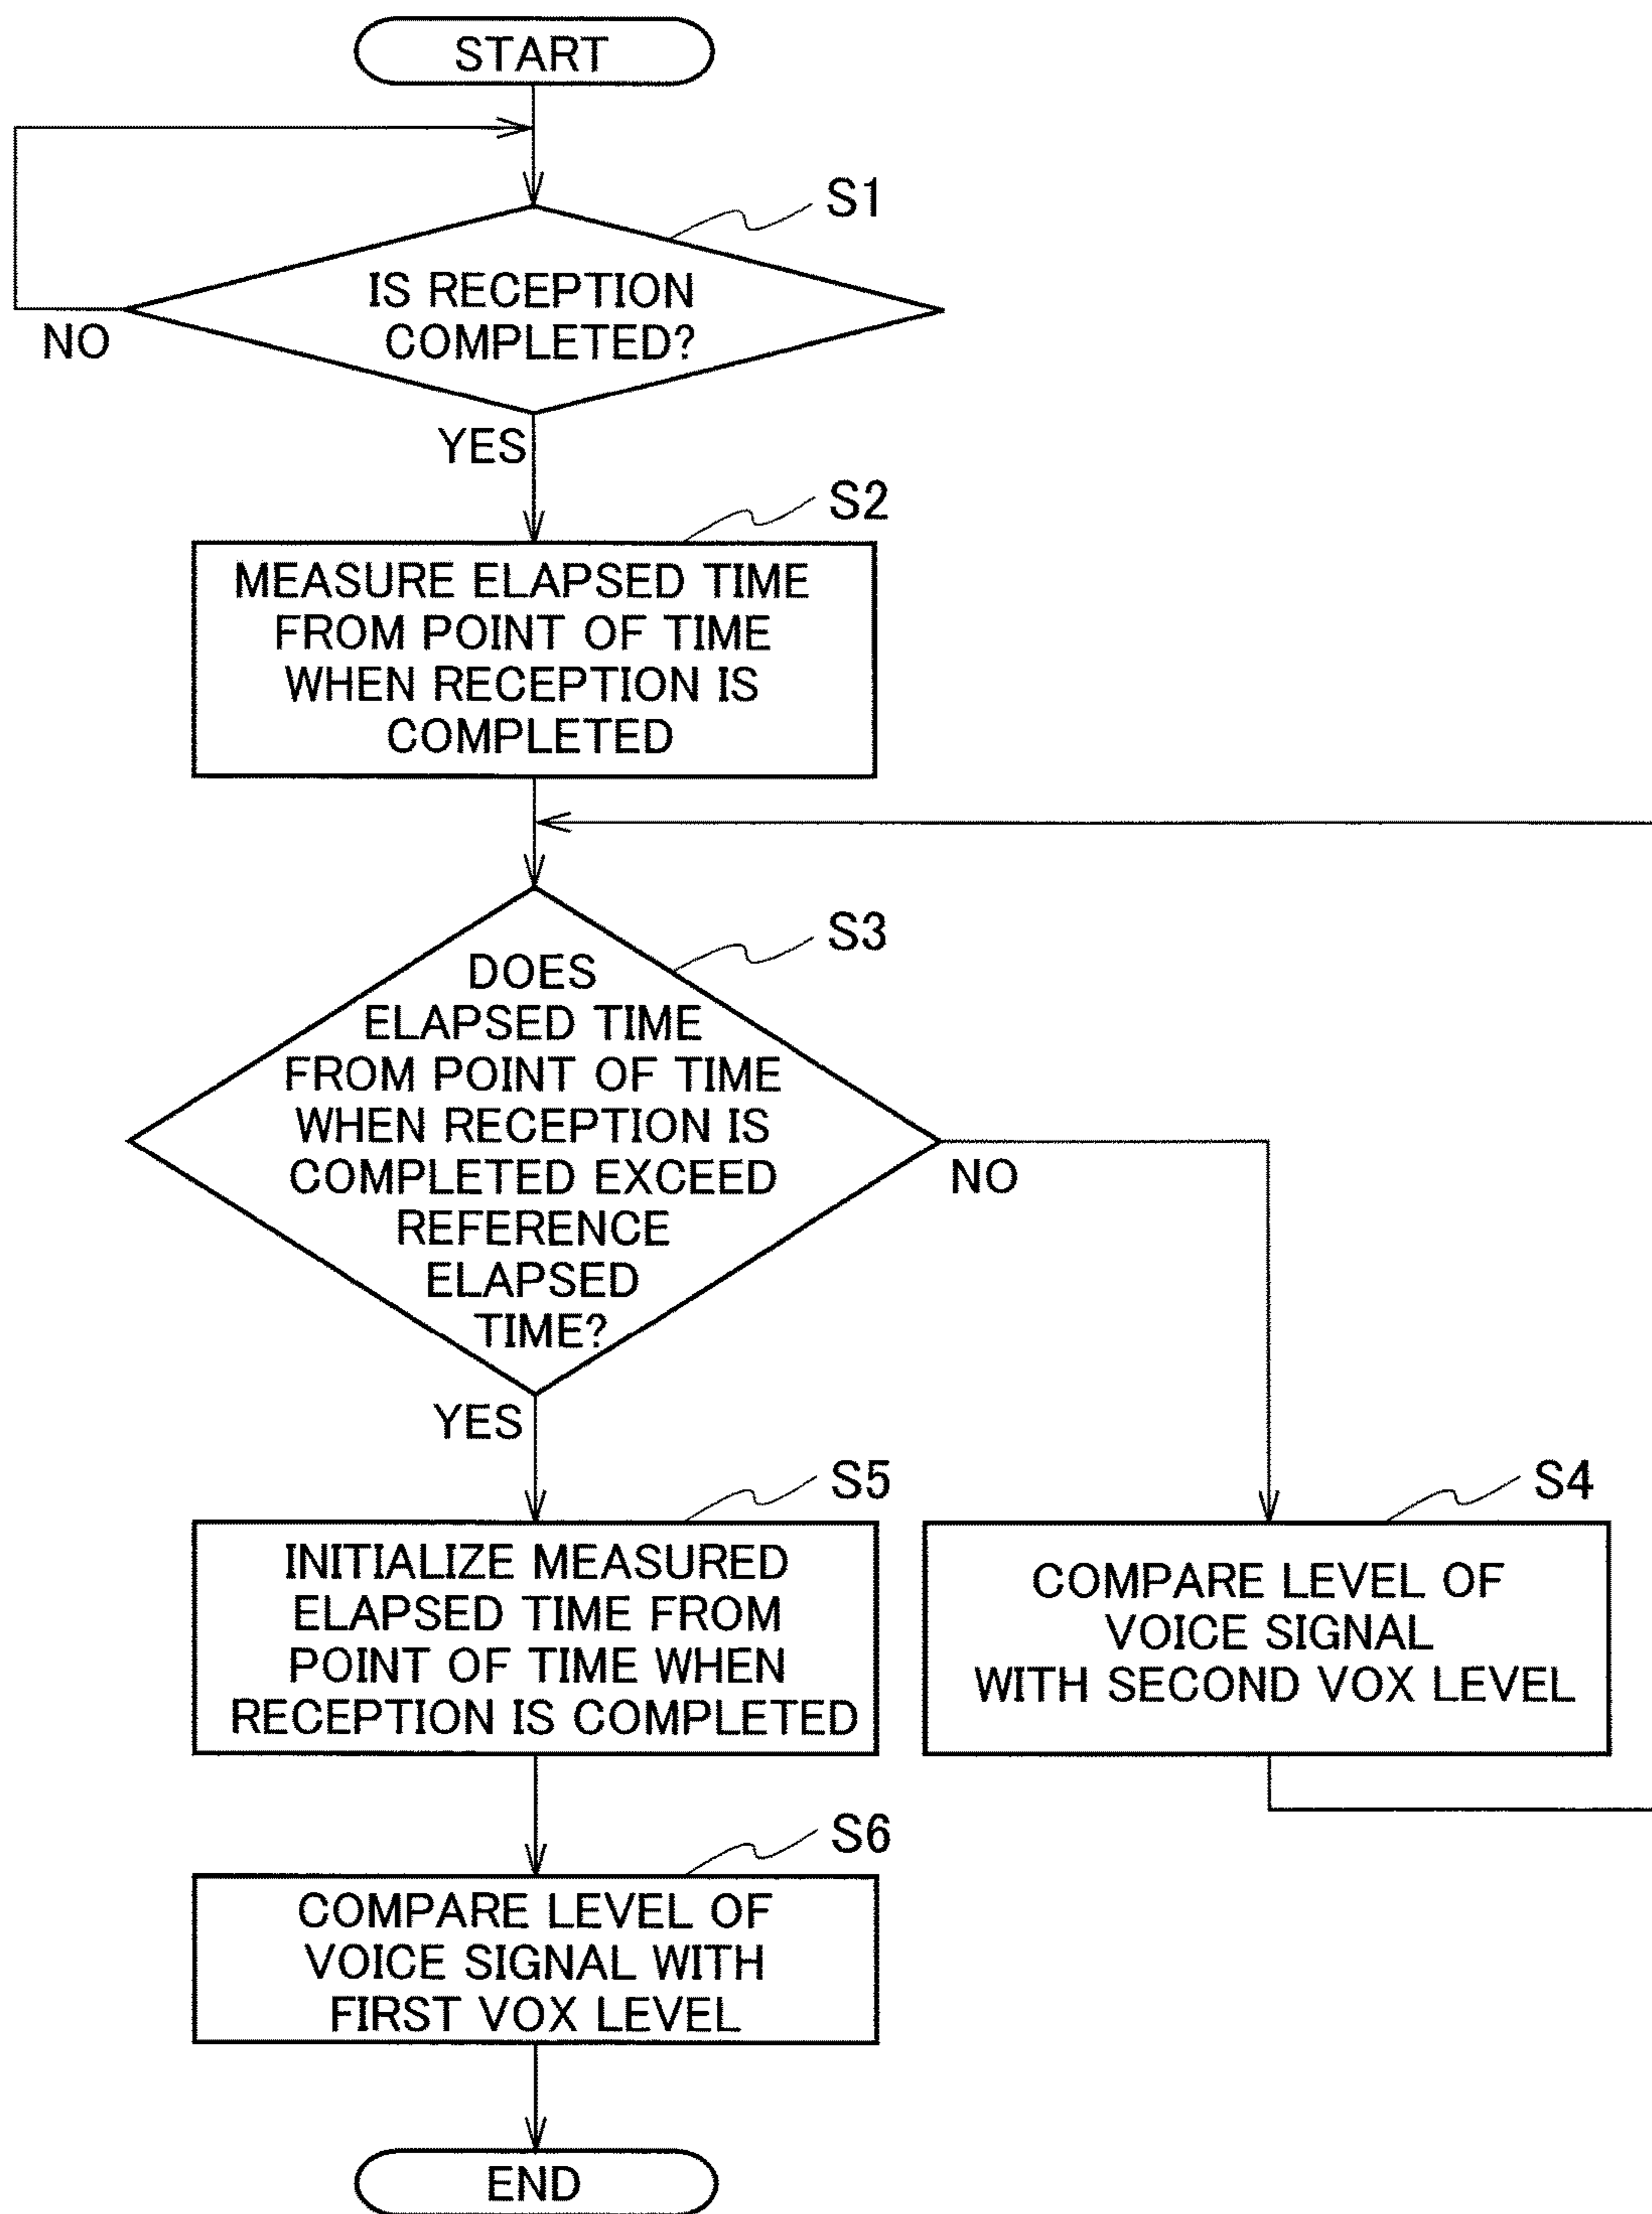 START
S1
IS RECEPTION
COMPLETED?
NO
YES
S2
MEASURE ELAPSED TIME
FROM POINT OF TIME
WHEN RECEPTION IS
COMPLETED
S3
DOES
ELAPSED TIME
FROM POINT OF TIME
WHEN RECEPTION IS
COMPLETED EXCEED
REFERENCE
ELAPSED
TIME?
NO
YES
S5
INITIALIZE MEASURED
ELAPSED TIME FROM
POINT OF TIME WHEN
RECEPTION IS COMPLETED
S4
COMPARE LEVEL OF
VOICE SIGNAL
WITH SECOND VOX LEVEL
S6
COMPARE LEVEL OF
VOICE SIGNAL WITH
FIRST VOX LEVEL
END